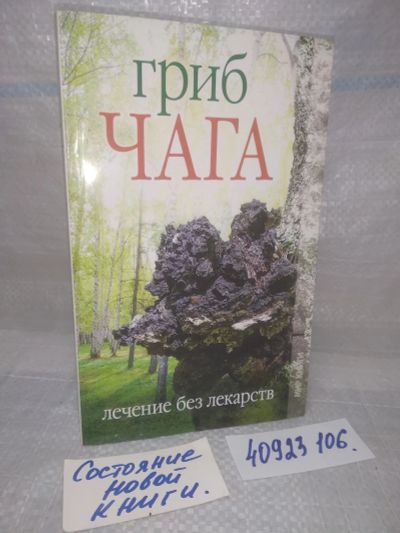 гриб
ЧАГА
лечение без лекарств
Состояние
новой
книги.
40923 106.